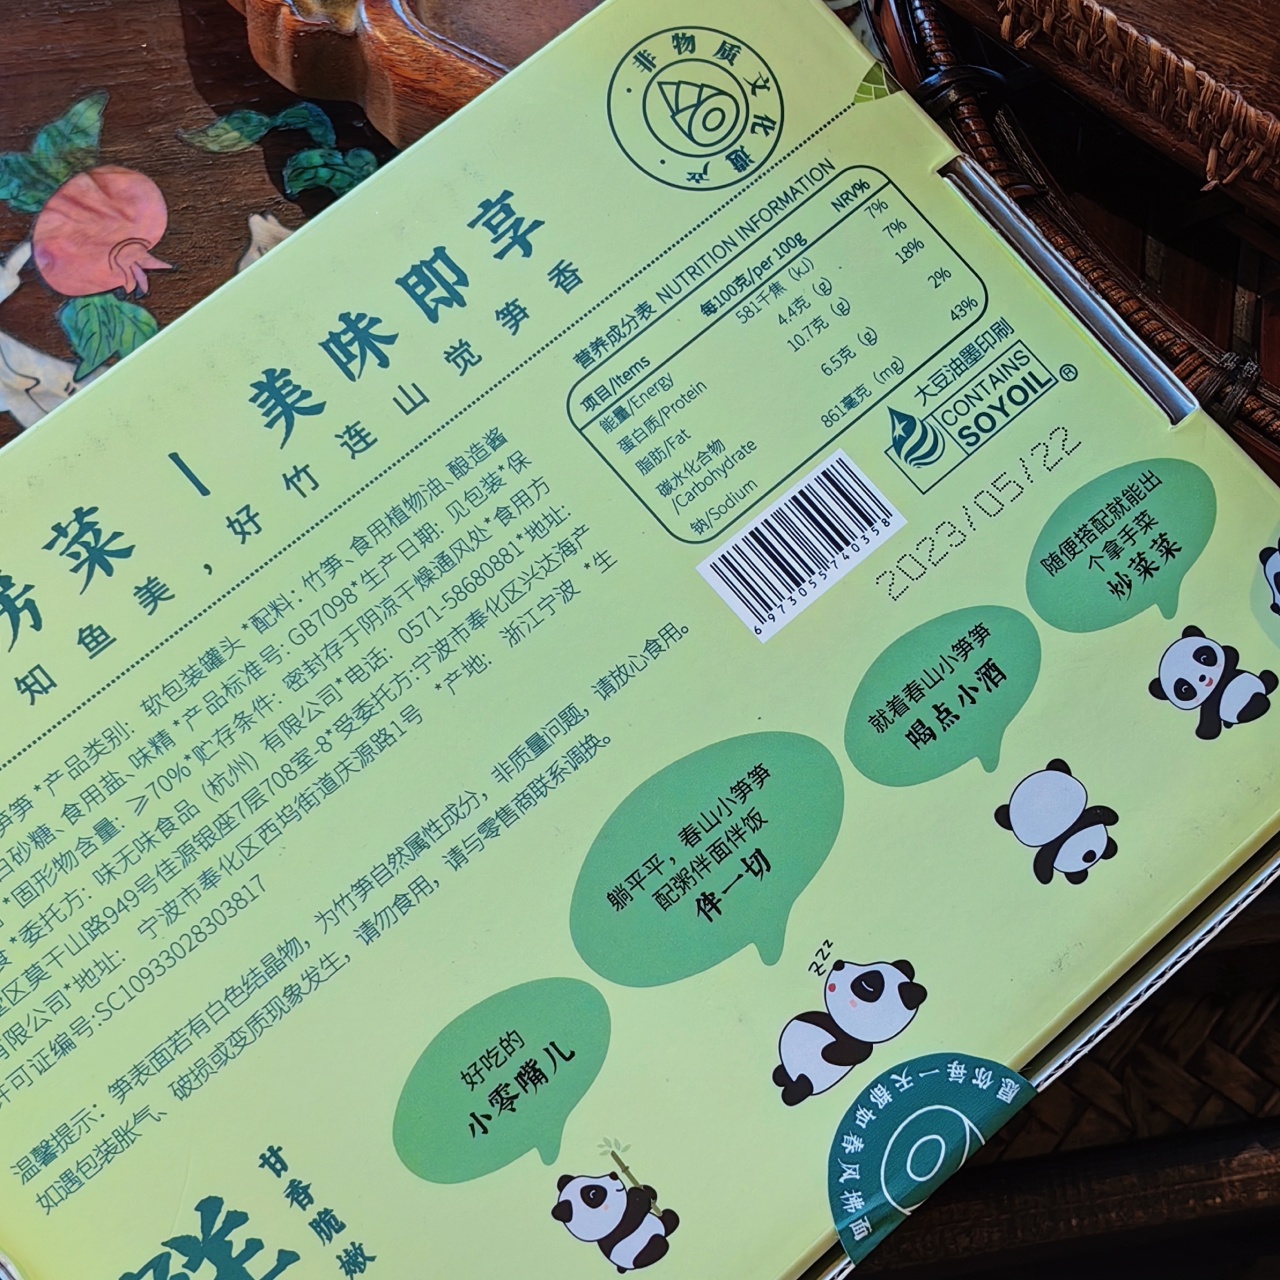 非物质文化遗产
菜 | 美味即享
知鱼美，好竹连山觉笋香
营养成分表 NUTRITION INFORMATION
项目/Items 每100克/per 100g NRV%
能量/Energy 581千焦（kJ） 7%
蛋白质/Protein 4.4克（g） 7%
脂肪/Fat 10.7克（g） 18%
碳水化合物/Carbohydrate 6.5克（g） 2%
钠/Sodium 861毫克（mg） 43%
大豆油墨印刷
CONTAINS
SOYOIL®
2023/05/22
6973055740358
笋笋*产品类别：软包装罐头 *配料：竹笋、食用植物油、酿造酱
白砂糖、食用盐、味精 *产品标准号：GB7098*生产日期：见包装*保
*固形物含量：≥70%*贮存条件：密封存于阴凉干燥通风处*食用方
食*委托方：味无味食品（杭州）有限公司*电话：0571-58680881*地址：
区莫干山路949号佳源银座7层708室-8*受委托方：宁波市奉化区兴达海产
有限公司*地址：宁波市奉化区西坞街道庆源路1号 *产地：浙江宁波 *生
许可证编号：SC10933028303817
温馨提示：笋表面若有白色结晶物，为竹笋自然属性成分，非质量问题，请放心食用。
如遇包装胀气、破损或变质现象发生，请勿食用，请与零售商联系调换。
随便搭配就能出
个拿手菜
炒菜菜
就着春山小笋笋
喝点小酒
躺平平，春山小笋笋
配粥伴面伴饭
伴一切
好吃的
小零嘴儿
zzz
甘香脆嫩
鲜
愿你每一天都如春风拂面